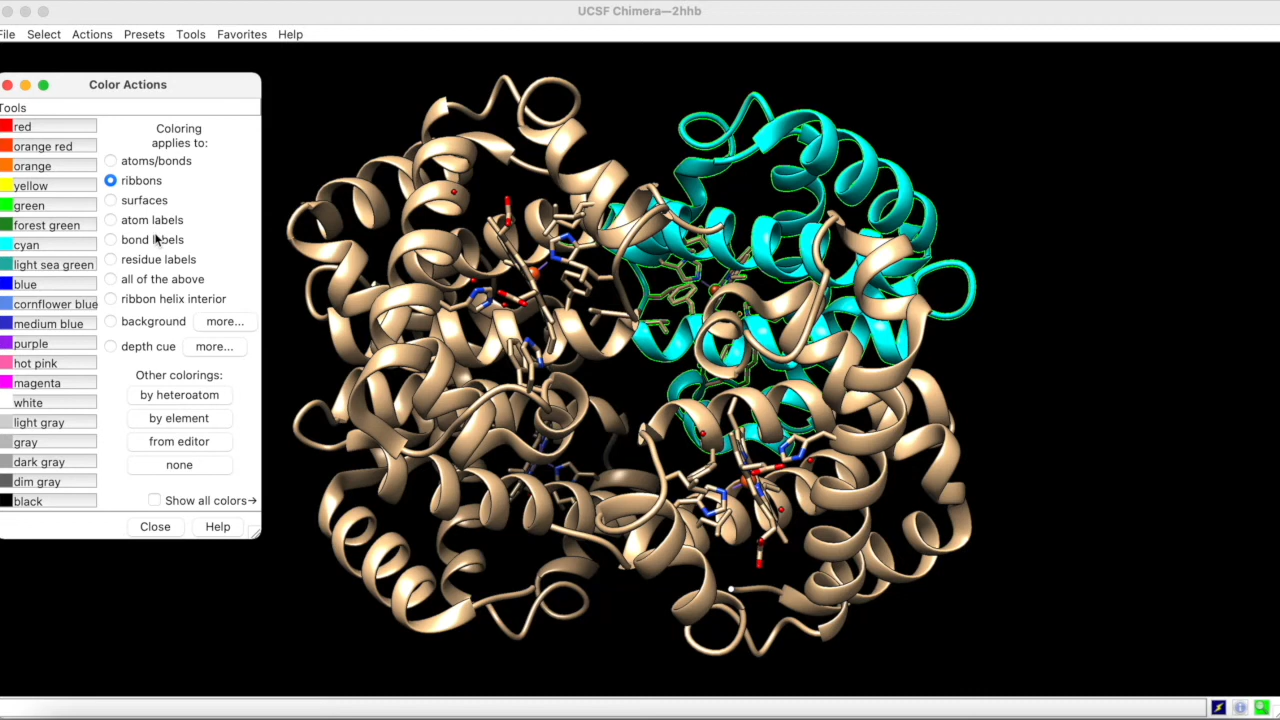 UCSF Chimera—2hhb
File Select Actions Presets Tools Favorites Help
Color Actions
Tools
red
orange red
orange
yellow
green
forest green
cyan
light sea green
blue
cornflower blue
medium blue
purple
hot pink
magenta
white
light gray
gray
dark gray
dim gray
black
Coloring
applies to:
atoms/bonds
ribbons
surfaces
atom labels
bond labels
residue labels
all of the above
ribbon helix interior
background more...
depth cue more...
Other colorings:
by heteroatom
by element
from editor
none
Show all colors→
Close Help